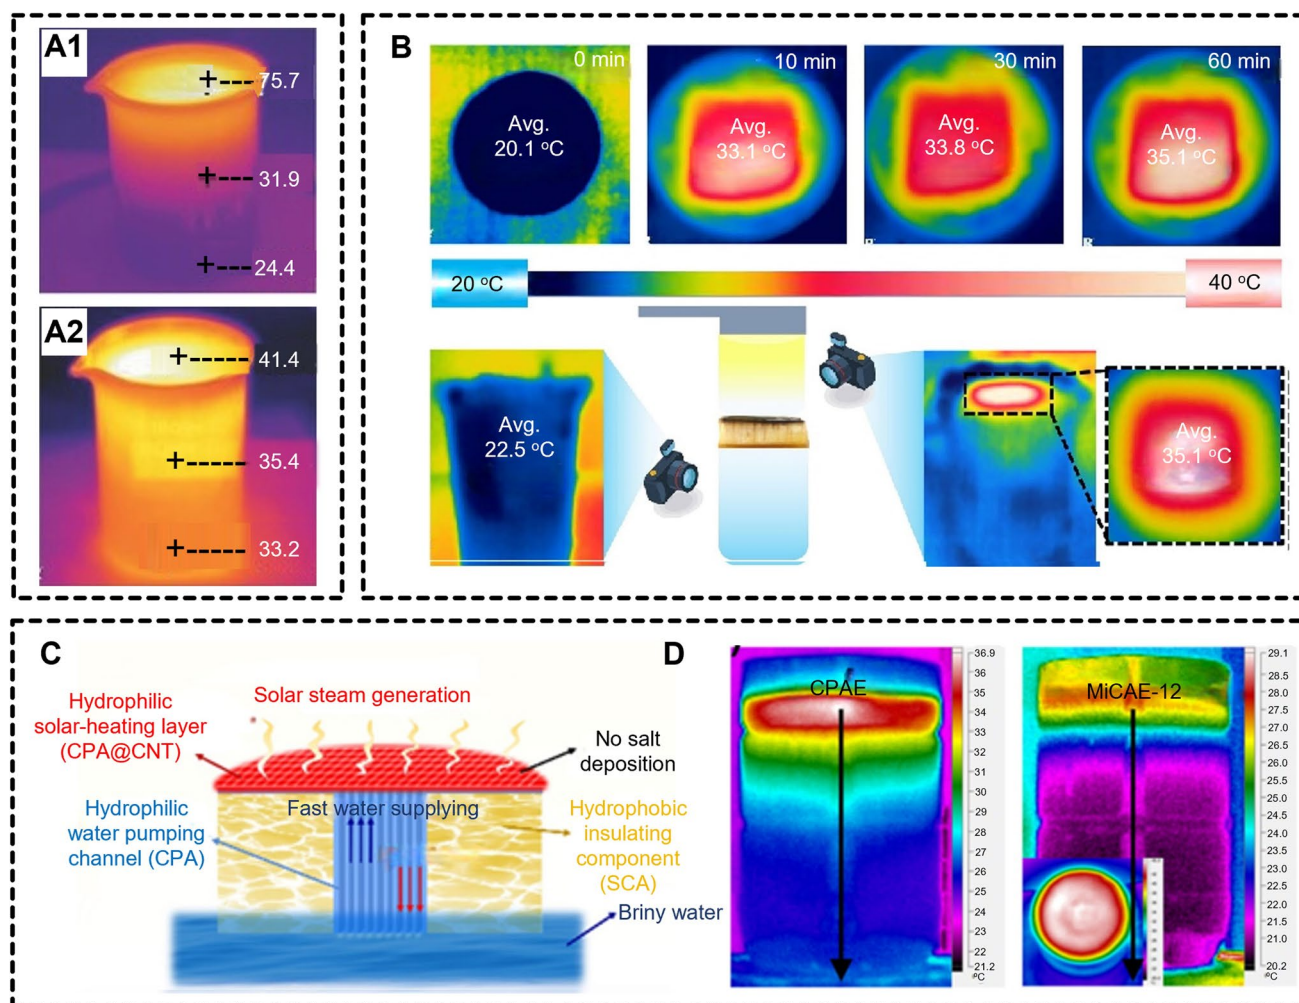 A1
75.7
31.9
24.4
A2
41.4
35.4
33.2
B
0 min
10 min
30 min
60 min
Avg.
20.1 °C
Avg.
33.1 °C
Avg.
33.8 °C
Avg.
35.1 °C
20 °C
40 °C
Avg.
22.5 °C
Avg.
35.1 °C
C
Solar steam generation
Hydrophilic
solar-heating layer
(CPA@CNT)
No salt
deposition
Hydrophilic
water pumping
channel (CPA)
Fast water supplying
Hydrophobic
insulating
component
(SCA)
Briny water
D
CPAE
36.9
36
35
34
33
32
31
30
29
28
27
26
25
24
23
22
21.2
°C
MiCAE-12
29.1
28.5
28.0
27.5
27.0
26.5
26.0
25.5
25.0
24.5
24.0
23.5
23.0
22.5
22.0
21.5
21.0
20.2
°C